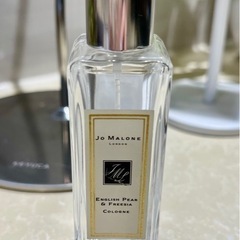 Jo Malone
London
English Pear
& Freesia
Cologne